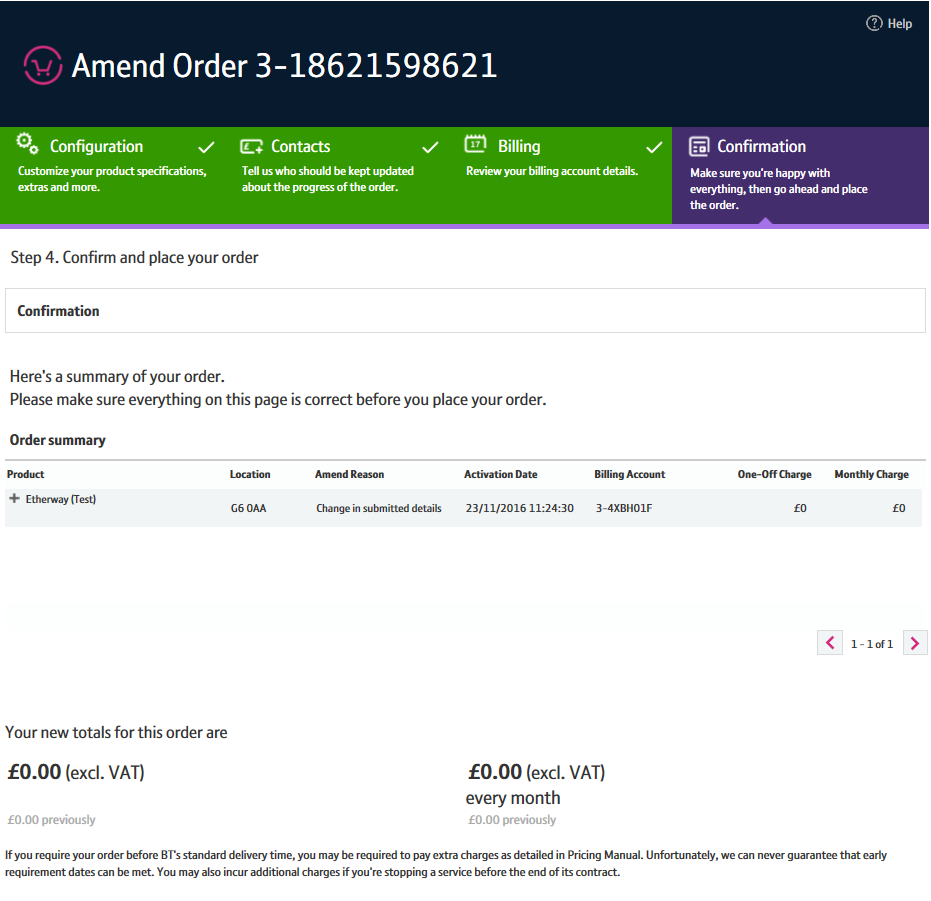 Help
Amend Order 3-18621598621
Configuration
Customize your product specifications,
extras and more.
Contacts
Tell us who should be kept updated
about the progress of the order.
17
Billing
Review your billing account details.
Confirmation
Make sure you're happy with
everything, then go ahead and place
the order.
Step 4. Confirm and place your order
Confirmation
Here's a summary of your order.
Please make sure everything on this page is correct before you place your order.
Order summary
Product Location Amend Reason Activation Date Billing Account One-Off Charge Monthly Charge
Etherway (Test) G6 0AA Change in submitted details 23/11/2016 11:24:30 3-4XBH01F £0 £0
1 - 1 of 1
Your new totals for this order are
£0.00 (excl. VAT)
£0.00 previously
£0.00 (excl. VAT)
every month
£0.00 previously
If you require your order before BT's standard delivery time, you may be required to pay extra charges as detailed in Pricing Manual. Unfortunately, we can never guarantee that early
requirement dates can be met. You may also incur additional charges if you're stopping a service before the end of its contract.